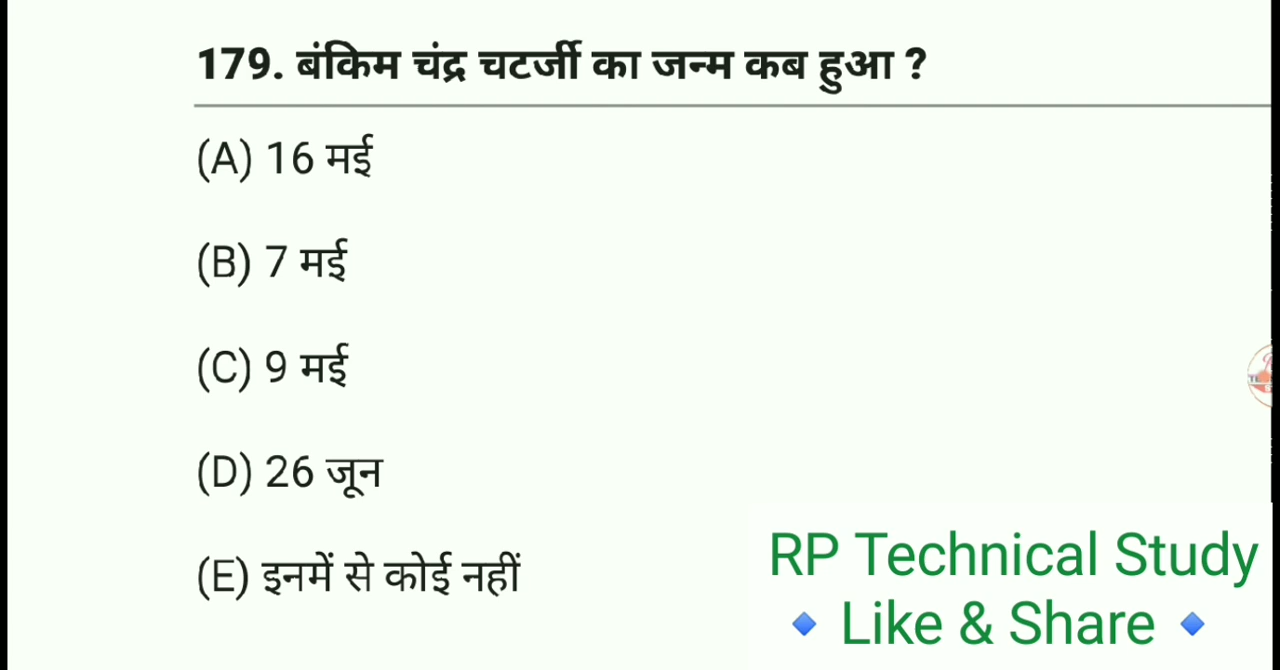 179. बंकिम चंद्र चटर्जी का जन्म कब हुआ ?
(A) 16 मई
(B) 7 मई
(C) 9 मई
(D) 26 जून
(E) इनमें से कोई नहीं
RP Technical Study
🔹 Like & Share 🔹